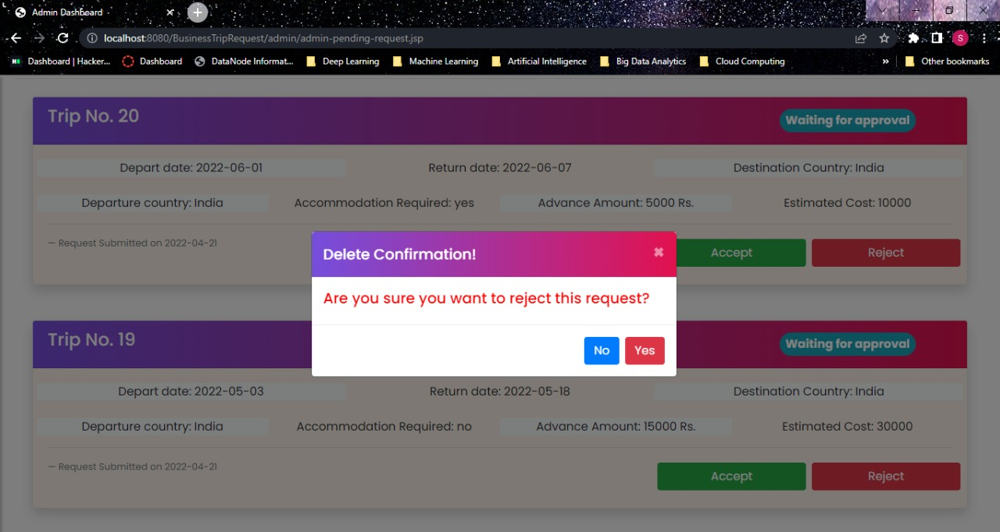 Admin Dashboard
localhost:8080/BusinessTripRequest/admin/admin-pending-request.jsp
S
Dashboard | Hacker... Dashboard DataNode Informat... Deep Learning Machine Learning Artificial Intelligence Big Data Analytics Cloud Computing » Other bookmarks
Trip No. 20 Waiting for approval
Depart date: 2022-06-01 Return date: 2022-06-07 Destination Country: India
Departure country: India Accommodation Required: yes Advance Amount: 5000 Rs. Estimated Cost: 10000
— Request Submitted on 2022-04-21 Accept Reject
Delete Confirmation!
Are you sure you want to reject this request?
No Yes
Trip No. 19 Waiting for approval
Depart date: 2022-05-03 Return date: 2022-05-18 Destination Country: India
Departure country: India Accommodation Required: no Advance Amount: 15000 Rs. Estimated Cost: 30000
— Request Submitted on 2022-04-21 Accept Reject